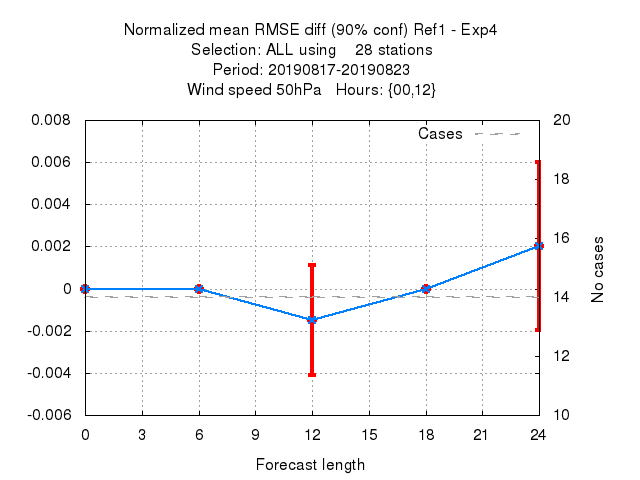 Normalized mean RMSE diff (90% conf) Ref1 - Exp4
Selection: ALL using    28 stations
Period: 20190817-20190823
Wind speed 50hPa   Hours: {00,12}
Cases
0.008
0.006
0.004
0.002
0
-0.002
-0.004
-0.006
20
18
16
14
12
10
No cases
0 3 6 9 12 15 18 21 24
Forecast length